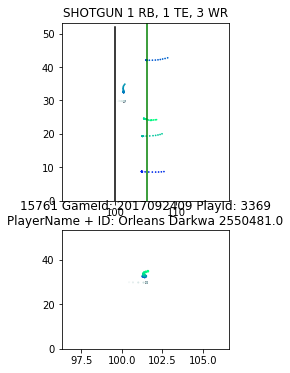 SHOTGUN 1 RB, 1 TE, 3 WR
50
40
30
20
10
0
100
110
15761 GameId: 2017092409 PlayId: 3369
PlayerName + ID: Orleans Darkwa 2550481.0
40
20
0
97.5 100.0 102.5 105.0